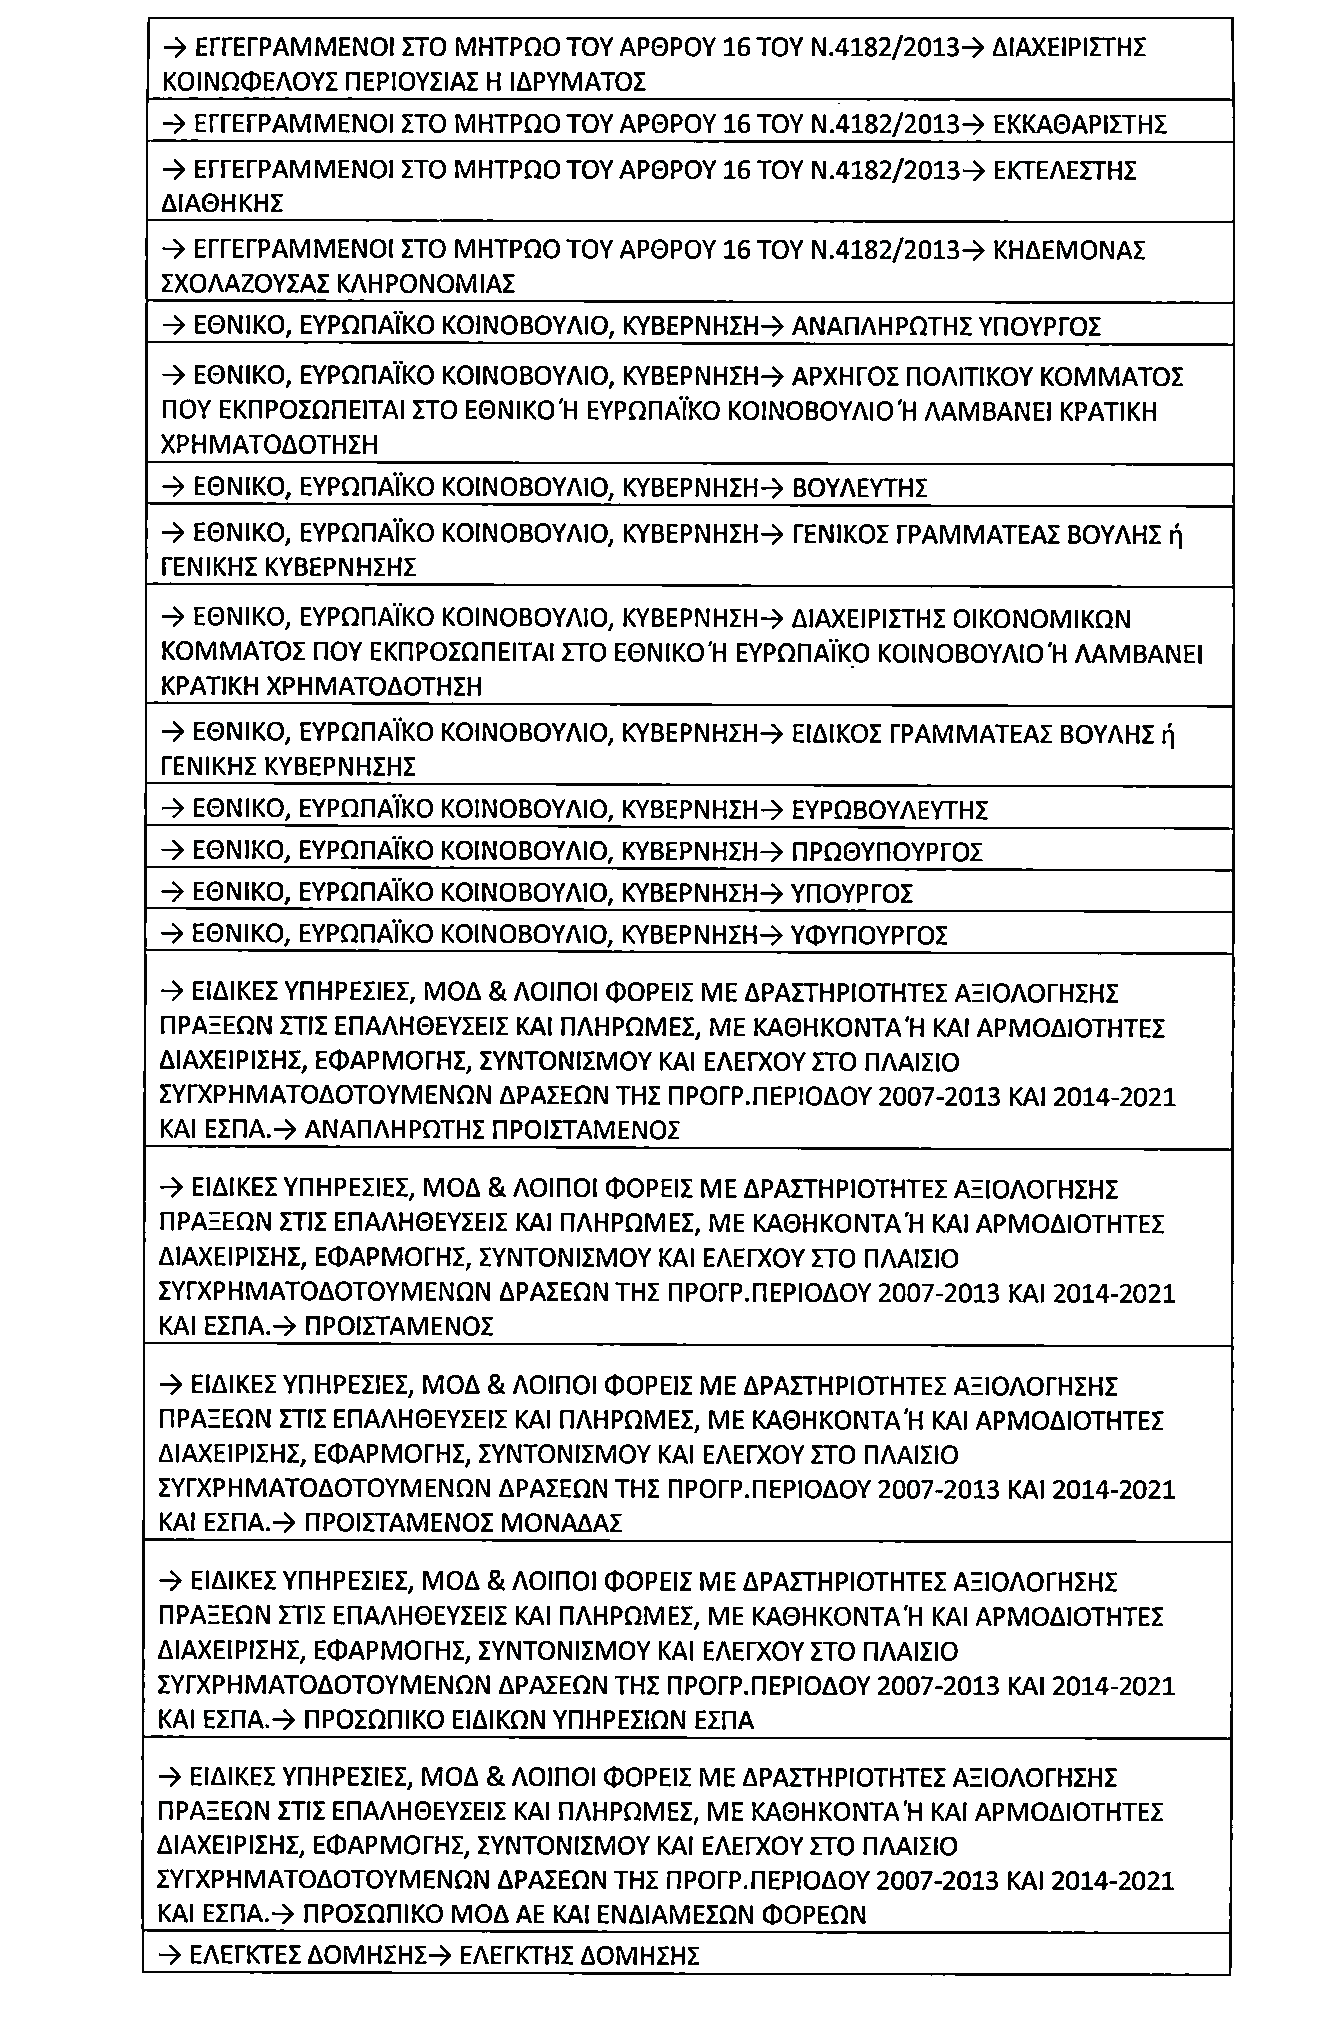 → ΕΓΓΕΓΡΑΜΜΕΝΟΙ ΣΤΟ ΜΗΤΡΩΟ ΤΟΥ ΑΡΘΡΟΥ 16 ΤΟΥ Ν.4182/2013→ ΔΙΑΧΕΙΡΙΣΤΗΣ
ΚΟΙΝΩΦΕΛΟΥΣ ΠΕΡΙΟΥΣΙΑΣ Η ΙΔΡΥΜΑΤΟΣ
→ ΕΓΓΕΓΡΑΜΜΕΝΟΙ ΣΤΟ ΜΗΤΡΩΟ ΤΟΥ ΑΡΘΡΟΥ 16 ΤΟΥ Ν.4182/2013→ ΕΚΚΑΘΑΡΙΣΤΗΣ
→ ΕΓΓΕΓΡΑΜΜΕΝΟΙ ΣΤΟ ΜΗΤΡΩΟ ΤΟΥ ΑΡΘΡΟΥ 16 ΤΟΥ Ν.4182/2013→ ΕΚΤΕΛΕΣΤΗΣ
ΔΙΑΘΗΚΗΣ
→ ΕΓΓΕΓΡΑΜΜΕΝΟΙ ΣΤΟ ΜΗΤΡΩΟ ΤΟΥ ΑΡΘΡΟΥ 16 ΤΟΥ Ν.4182/2013→ ΚΗΔΕΜΟΝΑΣ
ΣΧΟΛΑΖΟΥΣΑΣ ΚΛΗΡΟΝΟΜΙΑΣ
→ ΕΘΝΙΚΟ, ΕΥΡΩΠΑΪΚΟ ΚΟΙΝΟΒΟΥΛΙΟ, ΚΥΒΕΡΝΗΣΗ→ ΑΝΑΠΛΗΡΩΤΗΣ ΥΠΟΥΡΓΟΣ
→ ΕΘΝΙΚΟ, ΕΥΡΩΠΑΪΚΟ ΚΟΙΝΟΒΟΥΛΙΟ, ΚΥΒΕΡΝΗΣΗ→ ΑΡΧΗΓΟΣ ΠΟΛΙΤΙΚΟΥ ΚΟΜΜΑΤΟΣ
ΠΟΥ ΕΚΠΡΟΣΩΠΕΙΤΑΙ ΣΤΟ ΕΘΝΙΚΟ Ή ΕΥΡΩΠΑΪΚΟ ΚΟΙΝΟΒΟΥΛΙΟ Ή ΛΑΜΒΑΝΕΙ ΚΡΑΤΙΚΗ
ΧΡΗΜΑΤΟΔΟΤΗΣΗ
→ ΕΘΝΙΚΟ, ΕΥΡΩΠΑΪΚΟ ΚΟΙΝΟΒΟΥΛΙΟ, ΚΥΒΕΡΝΗΣΗ→ ΒΟΥΛΕΥΤΗΣ
→ ΕΘΝΙΚΟ, ΕΥΡΩΠΑΪΚΟ ΚΟΙΝΟΒΟΥΛΙΟ, ΚΥΒΕΡΝΗΣΗ→ ΓΕΝΙΚΟΣ ΓΡΑΜΜΑΤΕΑΣ ΒΟΥΛΗΣ ή
ΓΕΝΙΚΗΣ ΚΥΒΕΡΝΗΣΗΣ
→ ΕΘΝΙΚΟ, ΕΥΡΩΠΑΪΚΟ ΚΟΙΝΟΒΟΥΛΙΟ, ΚΥΒΕΡΝΗΣΗ→ ΔΙΑΧΕΙΡΙΣΤΗΣ ΟΙΚΟΝΟΜΙΚΩΝ
ΚΟΜΜΑΤΟΣ ΠΟΥ ΕΚΠΡΟΣΩΠΕΙΤΑΙ ΣΤΟ ΕΘΝΙΚΟ Ή ΕΥΡΩΠΑΪΚΟ ΚΟΙΝΟΒΟΥΛΙΟ Ή ΛΑΜΒΑΝΕΙ
ΚΡΑΤΙΚΗ ΧΡΗΜΑΤΟΔΟΤΗΣΗ
→ ΕΘΝΙΚΟ, ΕΥΡΩΠΑΪΚΟ ΚΟΙΝΟΒΟΥΛΙΟ, ΚΥΒΕΡΝΗΣΗ→ ΕΙΔΙΚΟΣ ΓΡΑΜΜΑΤΕΑΣ ΒΟΥΛΗΣ ή
ΓΕΝΙΚΗΣ ΚΥΒΕΡΝΗΣΗΣ
→ ΕΘΝΙΚΟ, ΕΥΡΩΠΑΪΚΟ ΚΟΙΝΟΒΟΥΛΙΟ, ΚΥΒΕΡΝΗΣΗ→ ΕΥΡΩΒΟΥΛΕΥΤΗΣ
→ ΕΘΝΙΚΟ, ΕΥΡΩΠΑΪΚΟ ΚΟΙΝΟΒΟΥΛΙΟ, ΚΥΒΕΡΝΗΣΗ→ ΠΡΩΘΥΠΟΥΡΓΟΣ
→ ΕΘΝΙΚΟ, ΕΥΡΩΠΑΪΚΟ ΚΟΙΝΟΒΟΥΛΙΟ, ΚΥΒΕΡΝΗΣΗ→ ΥΠΟΥΡΓΟΣ
→ ΕΘΝΙΚΟ, ΕΥΡΩΠΑΪΚΟ ΚΟΙΝΟΒΟΥΛΙΟ, ΚΥΒΕΡΝΗΣΗ→ ΥΦΥΠΟΥΡΓΟΣ
→ ΕΙΔΙΚΕΣ ΥΠΗΡΕΣΙΕΣ, ΜΟΔ & ΛΟΙΠΟΙ ΦΟΡΕΙΣ ΜΕ ΔΡΑΣΤΗΡΙΟΤΗΤΕΣ ΑΞΙΟΛΟΓΗΣΗΣ
ΠΡΑΞΕΩΝ ΣΤΙΣ ΕΠΑΛΗΘΕΥΣΕΙΣ ΚΑΙ ΠΛΗΡΩΜΕΣ, ΜΕ ΚΑΘΗΚΟΝΤΑ Ή ΚΑΙ ΑΡΜΟΔΙΟΤΗΤΕΣ
ΔΙΑΧΕΙΡΙΣΗΣ, ΕΦΑΡΜΟΓΗΣ, ΣΥΝΤΟΝΙΣΜΟΥ ΚΑΙ ΕΛΕΓΧΟΥ ΣΤΟ ΠΛΑΙΣΙΟ
ΣΥΓΧΡΗΜΑΤΟΔΟΤΟΥΜΕΝΩΝ ΔΡΑΣΕΩΝ ΤΗΣ ΠΡΟΓΡ.ΠΕΡΙΟΔΟΥ 2007-2013 ΚΑΙ 2014-2021
ΚΑΙ ΕΣΠΑ.→ ΑΝΑΠΛΗΡΩΤΗΣ ΠΡΟΙΣΤΑΜΕΝΟΣ
→ ΕΙΔΙΚΕΣ ΥΠΗΡΕΣΙΕΣ, ΜΟΔ & ΛΟΙΠΟΙ ΦΟΡΕΙΣ ΜΕ ΔΡΑΣΤΗΡΙΟΤΗΤΕΣ ΑΞΙΟΛΟΓΗΣΗΣ
ΠΡΑΞΕΩΝ ΣΤΙΣ ΕΠΑΛΗΘΕΥΣΕΙΣ ΚΑΙ ΠΛΗΡΩΜΕΣ, ΜΕ ΚΑΘΗΚΟΝΤΑ Ή ΚΑΙ ΑΡΜΟΔΙΟΤΗΤΕΣ
ΔΙΑΧΕΙΡΙΣΗΣ, ΕΦΑΡΜΟΓΗΣ, ΣΥΝΤΟΝΙΣΜΟΥ ΚΑΙ ΕΛΕΓΧΟΥ ΣΤΟ ΠΛΑΙΣΙΟ
ΣΥΓΧΡΗΜΑΤΟΔΟΤΟΥΜΕΝΩΝ ΔΡΑΣΕΩΝ ΤΗΣ ΠΡΟΓΡ.ΠΕΡΙΟΔΟΥ 2007-2013 ΚΑΙ 2014-2021
ΚΑΙ ΕΣΠΑ.→ ΠΡΟΙΣΤΑΜΕΝΟΣ
→ ΕΙΔΙΚΕΣ ΥΠΗΡΕΣΙΕΣ, ΜΟΔ & ΛΟΙΠΟΙ ΦΟΡΕΙΣ ΜΕ ΔΡΑΣΤΗΡΙΟΤΗΤΕΣ ΑΞΙΟΛΟΓΗΣΗΣ
ΠΡΑΞΕΩΝ ΣΤΙΣ ΕΠΑΛΗΘΕΥΣΕΙΣ ΚΑΙ ΠΛΗΡΩΜΕΣ, ΜΕ ΚΑΘΗΚΟΝΤΑ Ή ΚΑΙ ΑΡΜΟΔΙΟΤΗΤΕΣ
ΔΙΑΧΕΙΡΙΣΗΣ, ΕΦΑΡΜΟΓΗΣ, ΣΥΝΤΟΝΙΣΜΟΥ ΚΑΙ ΕΛΕΓΧΟΥ ΣΤΟ ΠΛΑΙΣΙΟ
ΣΥΓΧΡΗΜΑΤΟΔΟΤΟΥΜΕΝΩΝ ΔΡΑΣΕΩΝ ΤΗΣ ΠΡΟΓΡ.ΠΕΡΙΟΔΟΥ 2007-2013 ΚΑΙ 2014-2021
ΚΑΙ ΕΣΠΑ.→ ΠΡΟΙΣΤΑΜΕΝΟΣ ΜΟΝΑΔΑΣ
→ ΕΙΔΙΚΕΣ ΥΠΗΡΕΣΙΕΣ, ΜΟΔ & ΛΟΙΠΟΙ ΦΟΡΕΙΣ ΜΕ ΔΡΑΣΤΗΡΙΟΤΗΤΕΣ ΑΞΙΟΛΟΓΗΣΗΣ
ΠΡΑΞΕΩΝ ΣΤΙΣ ΕΠΑΛΗΘΕΥΣΕΙΣ ΚΑΙ ΠΛΗΡΩΜΕΣ, ΜΕ ΚΑΘΗΚΟΝΤΑ Ή ΚΑΙ ΑΡΜΟΔΙΟΤΗΤΕΣ
ΔΙΑΧΕΙΡΙΣΗΣ, ΕΦΑΡΜΟΓΗΣ, ΣΥΝΤΟΝΙΣΜΟΥ ΚΑΙ ΕΛΕΓΧΟΥ ΣΤΟ ΠΛΑΙΣΙΟ
ΣΥΓΧΡΗΜΑΤΟΔΟΤΟΥΜΕΝΩΝ ΔΡΑΣΕΩΝ ΤΗΣ ΠΡΟΓΡ.ΠΕΡΙΟΔΟΥ 2007-2013 ΚΑΙ 2014-2021
ΚΑΙ ΕΣΠΑ.→ ΠΡΟΣΩΠΙΚΟ ΕΙΔΙΚΩΝ ΥΠΗΡΕΣΙΩΝ ΕΣΠΑ
→ ΕΙΔΙΚΕΣ ΥΠΗΡΕΣΙΕΣ, ΜΟΔ & ΛΟΙΠΟΙ ΦΟΡΕΙΣ ΜΕ ΔΡΑΣΤΗΡΙΟΤΗΤΕΣ ΑΞΙΟΛΟΓΗΣΗΣ
ΠΡΑΞΕΩΝ ΣΤΙΣ ΕΠΑΛΗΘΕΥΣΕΙΣ ΚΑΙ ΠΛΗΡΩΜΕΣ, ΜΕ ΚΑΘΗΚΟΝΤΑ Ή ΚΑΙ ΑΡΜΟΔΙΟΤΗΤΕΣ
ΔΙΑΧΕΙΡΙΣΗΣ, ΕΦΑΡΜΟΓΗΣ, ΣΥΝΤΟΝΙΣΜΟΥ ΚΑΙ ΕΛΕΓΧΟΥ ΣΤΟ ΠΛΑΙΣΙΟ
ΣΥΓΧΡΗΜΑΤΟΔΟΤΟΥΜΕΝΩΝ ΔΡΑΣΕΩΝ ΤΗΣ ΠΡΟΓΡ.ΠΕΡΙΟΔΟΥ 2007-2013 ΚΑΙ 2014-2021
ΚΑΙ ΕΣΠΑ.→ ΠΡΟΣΩΠΙΚΟ ΜΟΔ ΑΕ ΚΑΙ ΕΝΔΙΑΜΕΣΩΝ ΦΟΡΕΩΝ
→ ΕΛΕΓΚΤΕΣ ΔΟΜΗΣΗΣ→ ΕΛΕΓΚΤΗΣ ΔΟΜΗΣΗΣ